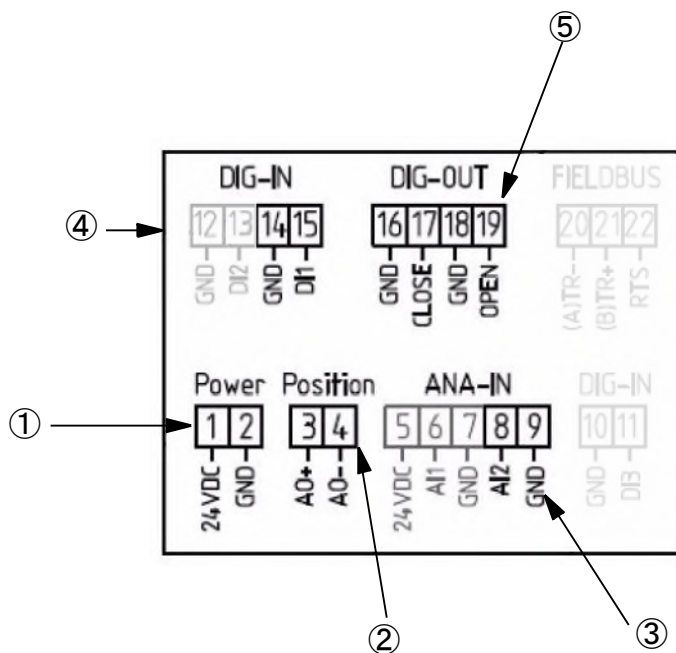 ⑤
DIG-IN DIG-OUT FIELDBUS
④
12 13 14 15 16 17 18 19 20 21 22
GND DI2 GND DI1 GND CLOSE GND OPEN (A)TR- (B)TR+ RTS
Power Position ANA-IN DIG-IN
①
1 2 3 4 5 6 7 8 9 10 11
24VDC GND AO+ AO- 24VDC AI1 GND AI2 GND GND DI3
② ③